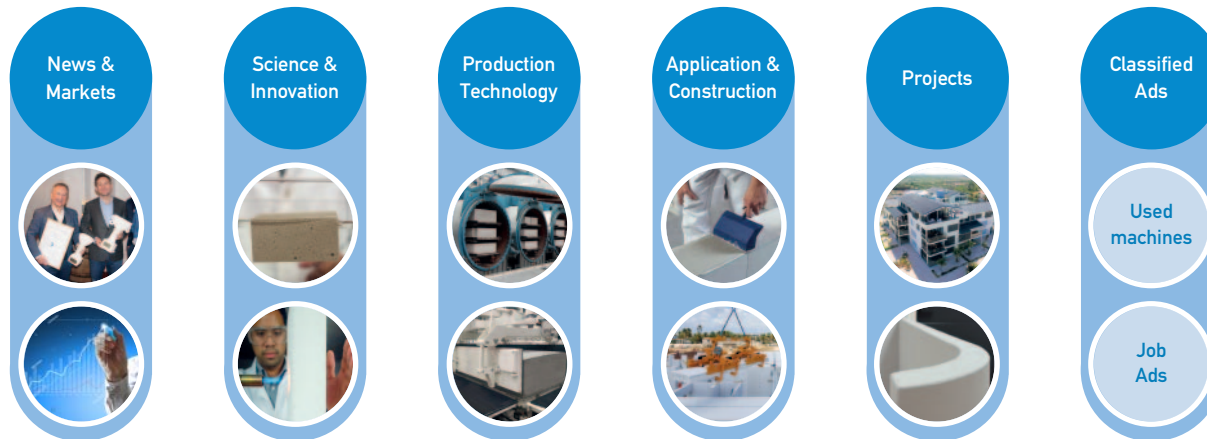 News &
Markets
Science &
Innovation
Production
Technology
Application &
Construction
Projects
Classified
Ads
Used
machines
Job
Ads